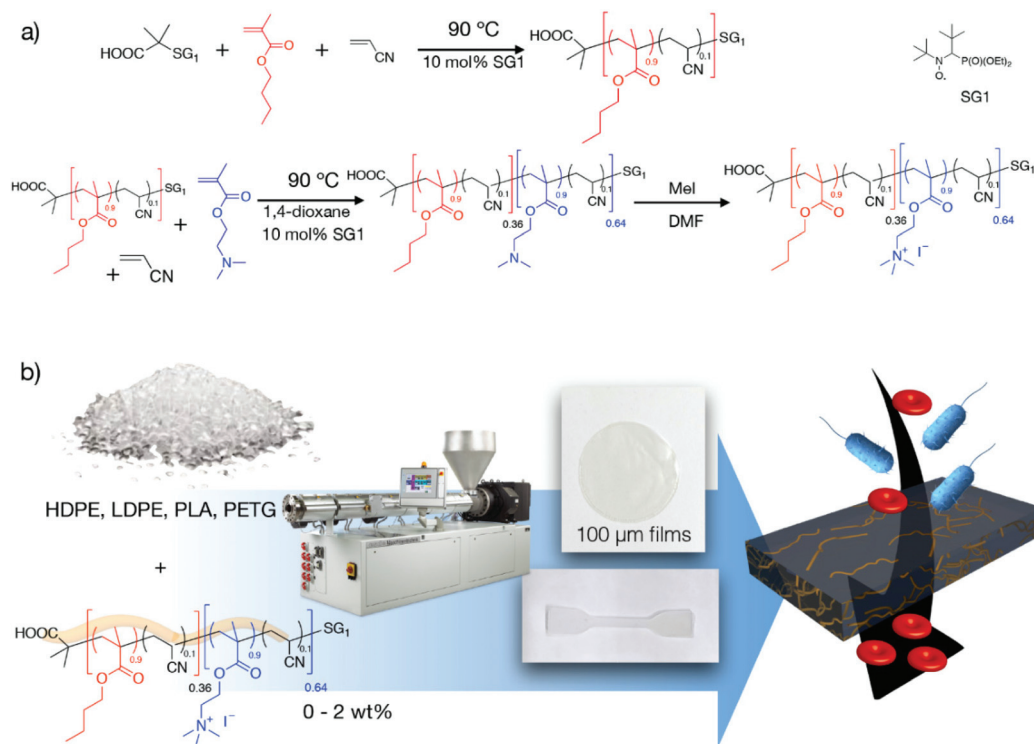 a)
HOOC
SG₁
+
O
O
+
CN
90 ºC
10 mol% SG1
HOOC
0.9
0.1
SG₁
O
O
CN
N
O.
P(O)(OEt)₂
SG1
HOOC
0.9
0.1
SG₁
O
O
CN
+
+
CN
O
O
N
90 ºC
1,4-dioxane
10 mol% SG1
HOOC
0.9
0.1
0.9
0.1
SG₁
O
O
CN
0.36
O
O
CN
0.64
N
MeI
DMF
HOOC
0.9
0.1
0.9
0.1
SG₁
O
O
CN
0.36
O
O
CN
0.64
N⁺ I⁻
b)
HDPE, LDPE, PLA, PETG
+
HOOC
0.9
0.1
0.9
0.1
SG₁
O
O
CN
0.36
O
O
CN
0.64
N⁺ I⁻
0 - 2 wt%
100 µm films